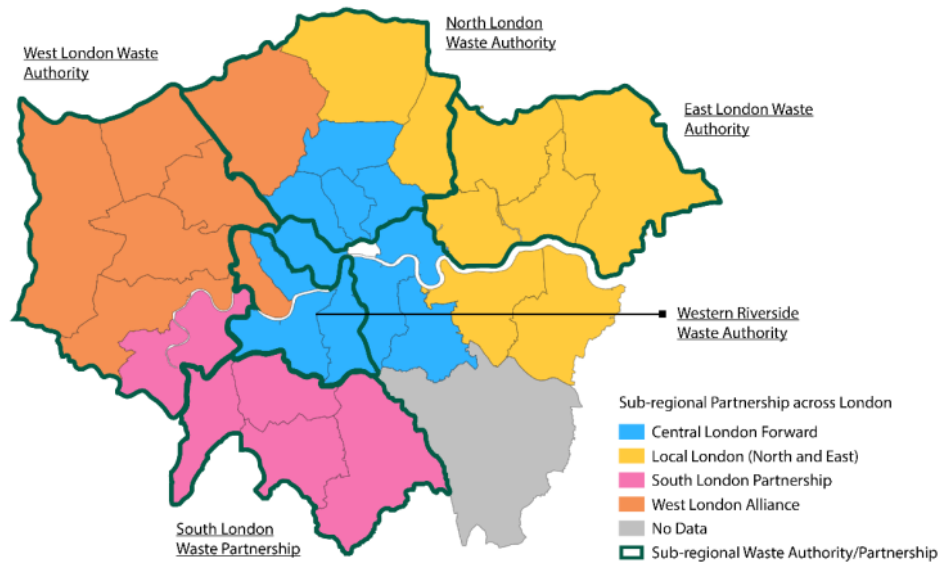 North London
Waste Authority
West London Waste
Authority
East London Waste
Authority
Western Riverside
Waste Authority
Sub-regional Partnership across London
Central London Forward
Local London (North and East)
South London Partnership
West London Alliance
No Data
Sub-regional Waste Authority/Partnership
South London
Waste Partnership